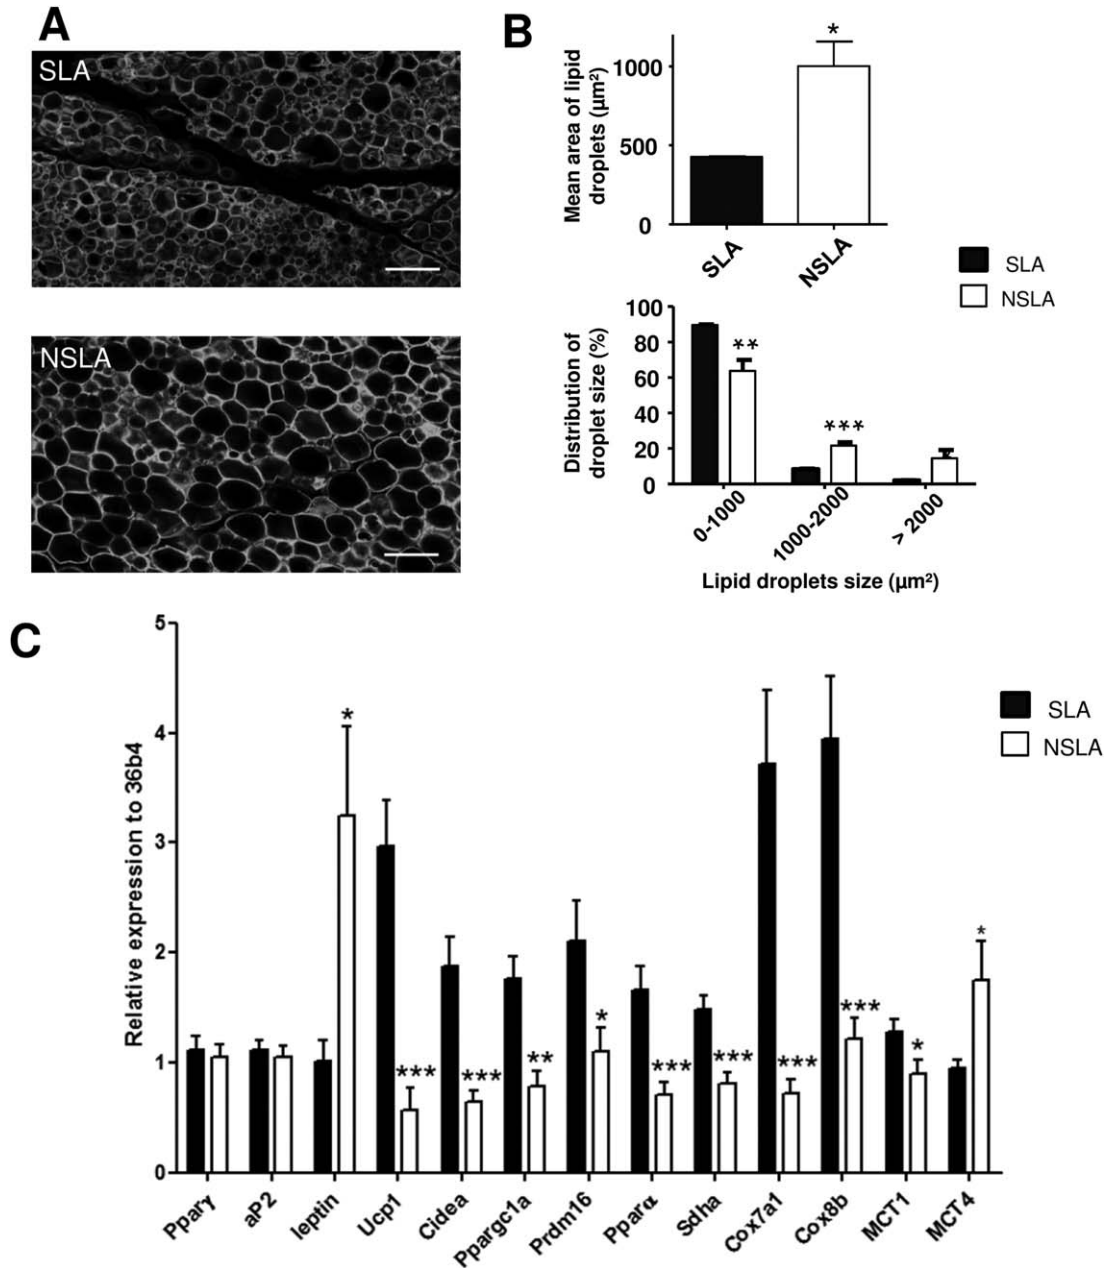 A
SLA
NSLA
B
Mean area of lipid
droplets (µm²)
1000
500
0
*
SLA
NSLA
SLA
NSLA
Distribution of
droplet size (%)
100
80
60
40
20
0
**
***
0-1000
1000-2000
> 2000
Lipid droplets size (µm²)
C
Relative expression to 36b4
5
4
3
2
1
0
*
***
***
**
*
***
***
***
***
*
*
SLA
NSLA
Pparγ
aP2
leptin
Ucp1
Cidea
Ppargc1a
Prdm16
Pparα
Sdha
Cox7a1
Cox8b
MCT1
MCT4